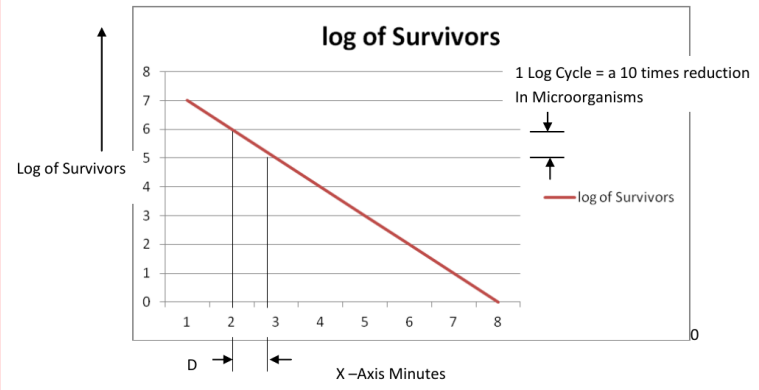 log of Survivors
1 Log Cycle = a 10 times reduction
In Microorganisms
8
7
6
5
4
3
2
1
0
Log of Survivors
log of Survivors
1 2 3 4 5 6 7 8
0
D
X –Axis Minutes